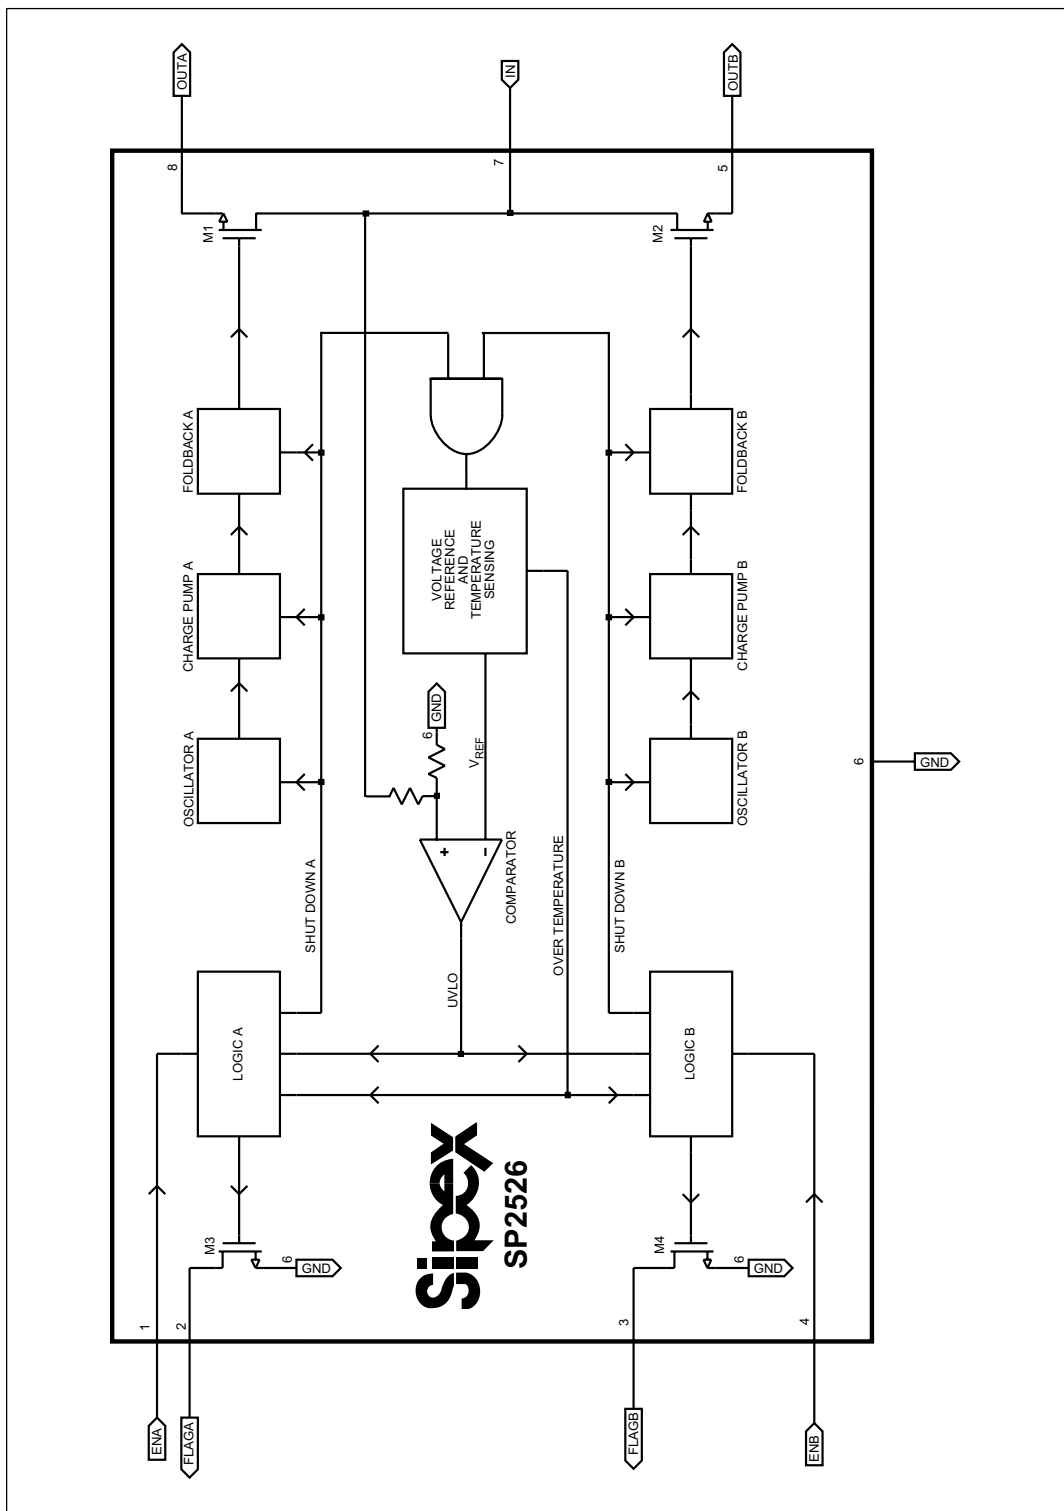 ENA
1
FLAGA
2
M3
6
GND
LOGIC A
SHUT DOWN A
OSCILLATOR A
CHARGE PUMP A
FOLDBACK A
M1
8
OUTA
Sipex
SP2526
UVLO
COMPARATOR
+
–
6
GND
VREF
VOLTAGE
REFERENCE
AND
TEMPERATURE
SENSING
7
IN
OVER TEMPERATURE
SHUT DOWN B
FLAGB
3
M4
6
GND
LOGIC B
OSCILLATOR B
CHARGE PUMP B
FOLDBACK B
M2
5
OUTB
ENB
4
6
GND